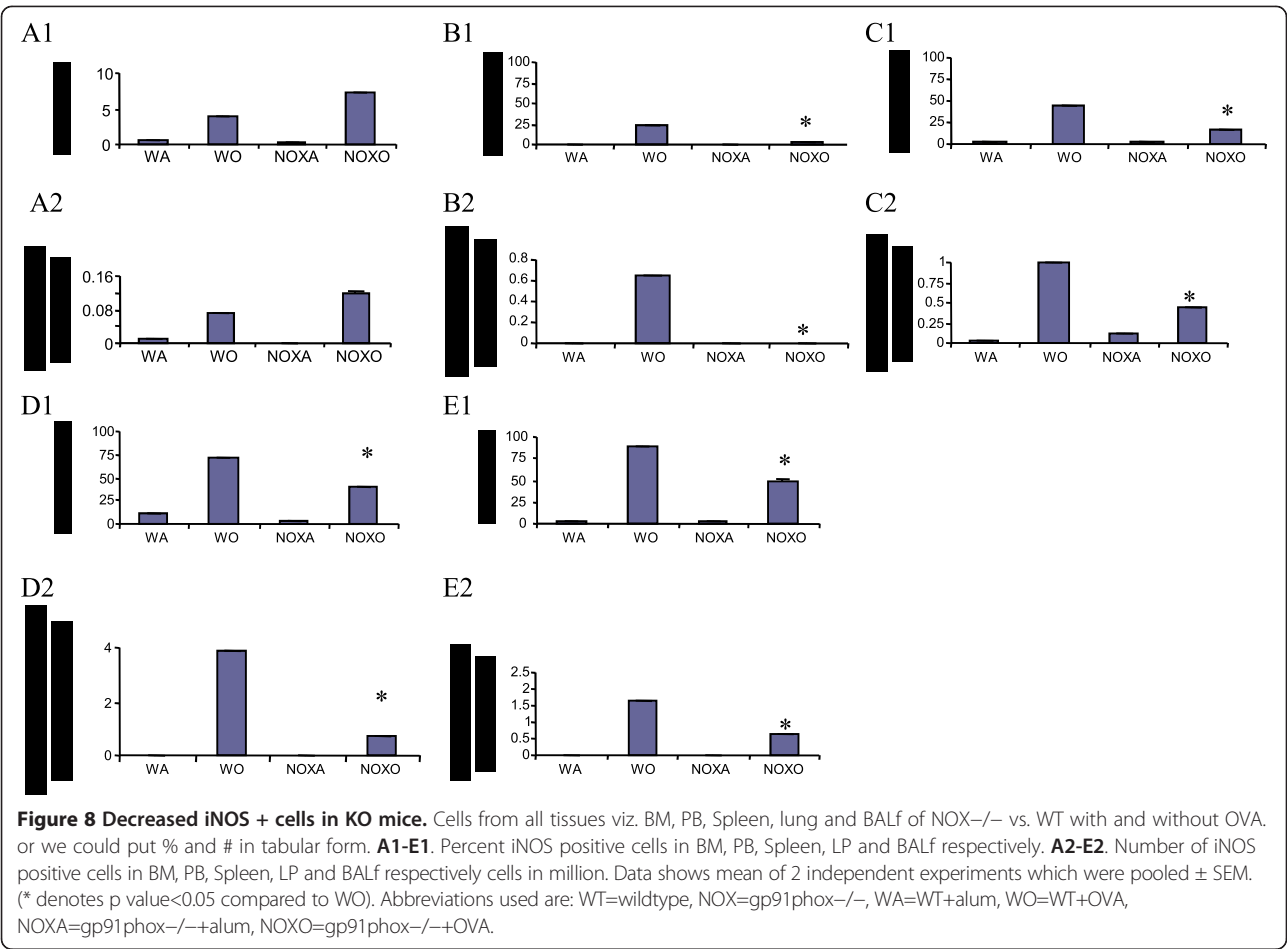 A1
10
5
0
WA WO NOXA NOXO
B1
100
75
50
25
0
*
WA WO NOXA NOXO
C1
100
75
50
25
0
*
WA WO NOXA NOXO
A2
0.16
0.08
0
WA WO NOXA NOXO
B2
0.8
0.6
0.4
0.2
0
*
WA WO NOXA NOXO
C2
1
0.75
0.5
0.25
0
*
WA WO NOXA NOXO
D1
100
75
50
25
0
*
WA WO NOXA NOXO
E1
100
75
50
25
0
*
WA WO NOXA NOXO
D2
4
2
0
*
WA WO NOXA NOXO
E2
2.5
2
1.5
1
0.5
0
*
WA WO NOXA NOXO
Figure 8 Decreased iNOS + cells in KO mice. Cells from all tissues viz. BM, PB, Spleen, lung and BALf of NOX−/− vs. WT with and without OVA.
or we could put % and # in tabular form. A1-E1. Percent iNOS positive cells in BM, PB, Spleen, LP and BALf respectively. A2-E2. Number of iNOS
positive cells in BM, PB, Spleen, LP and BALf respectively cells in million. Data shows mean of 2 independent experiments which were pooled ± SEM.
(* denotes p value<0.05 compared to WO). Abbreviations used are: WT=wildtype, NOX=gp91phox−/−, WA=WT+alum, WO=WT+OVA,
NOXA=gp91phox−/−+alum, NOXO=gp91phox−/−+OVA.